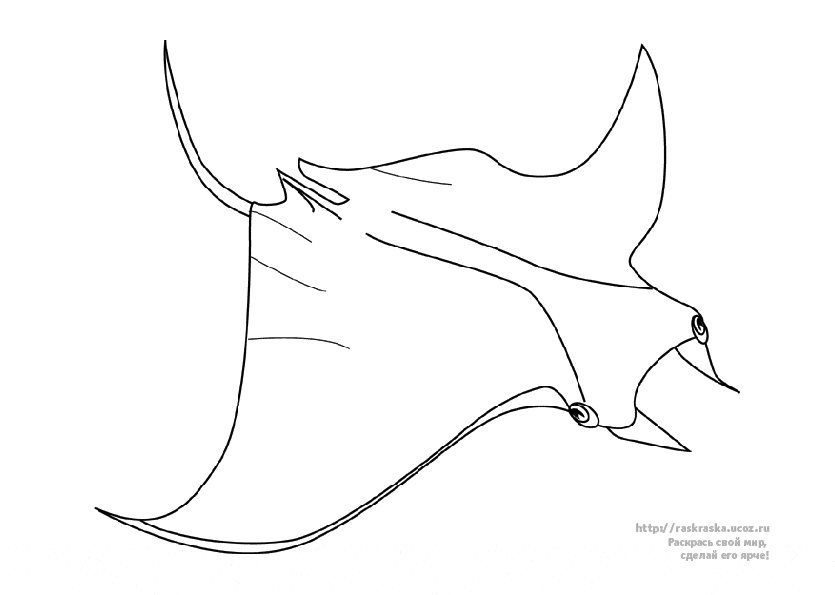 http://raskraska.ucoz.ru
Раскрась свой мир,
сделай его ярче!